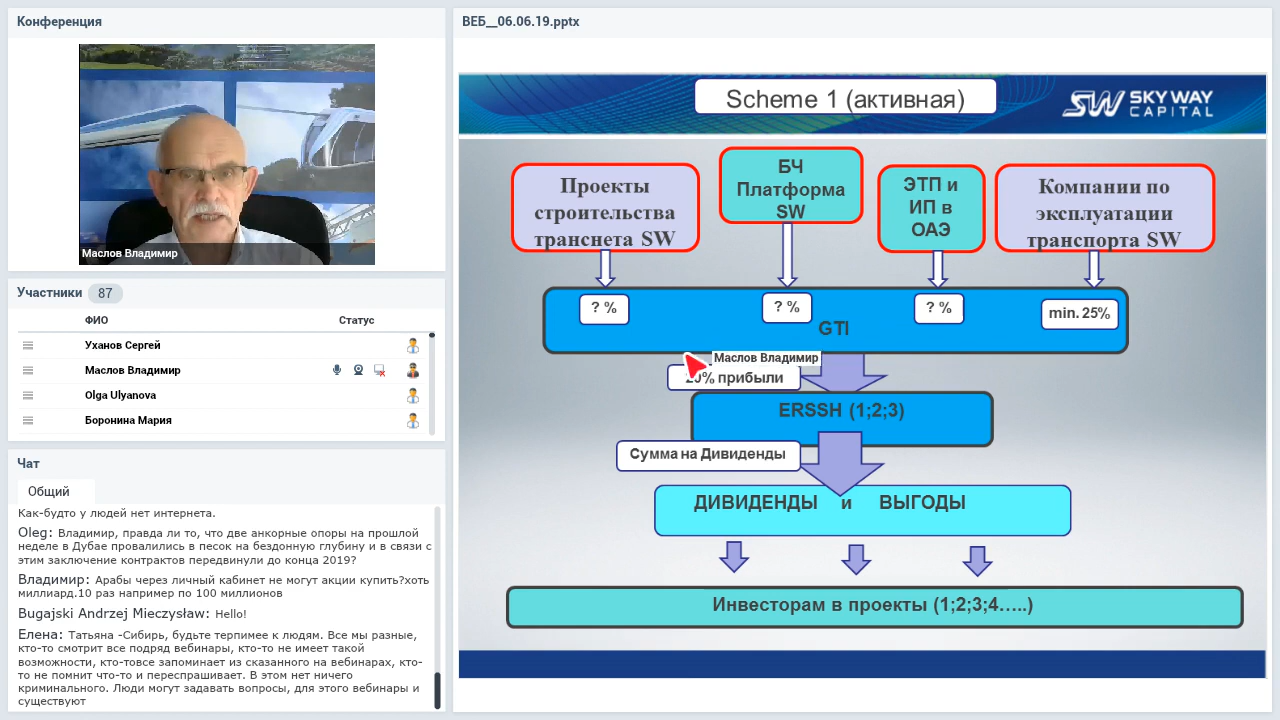 Конференция
Маслов Владимир
Участники 87
ФИО Статус
Уханов Сергей
Маслов Владимир
Olga Ulyanova
Боронина Мария
Чат
Общий
Как-будто у людей нет интернета.
Oleg: Владимир, правда ли то, что две анкорные опоры на прошлой
неделе в Дубае провалились в песок на бездонную глубину и в связи с
этим заключение контрактов передвинули до конца 2019?
Владимир: Арабы через личный кабинет не могут акции купить?хоть
миллиард.10 раз например по 100 миллионов
Bugajski Andrzej Mieczysław: Hello!
Елена: Татьяна -Сибирь, будьте терпимее к людям. Все мы разные,
кто-то смотрит все подряд вебинары, кто-то не имеет такой
возможности, кто-товсе запоминает из сказанного на вебинарах, кто-
то не помнит что-то и переспрашивает. В этом нет ничего
криминального. Люди могут задавать вопросы, для этого вебинары и
существуют
ВЕБ__06.06.19.pptx
Scheme 1 (активная)
SW SKY WAY
CAPITAL
Проекты
строительства
транснета SW
БЧ
Платформа
SW
ЭТП и
ИП в
ОАЭ
Компании по
эксплуатации
транспорта SW
? %
? %
? %
min. 25%
GTI
Маслов Владимир
20% прибыли
ERSSH (1;2;3)
Сумма на Дивиденды
ДИВИДЕНДЫ и ВЫГОДЫ
Инвесторам в проекты (1;2;3;4…..)